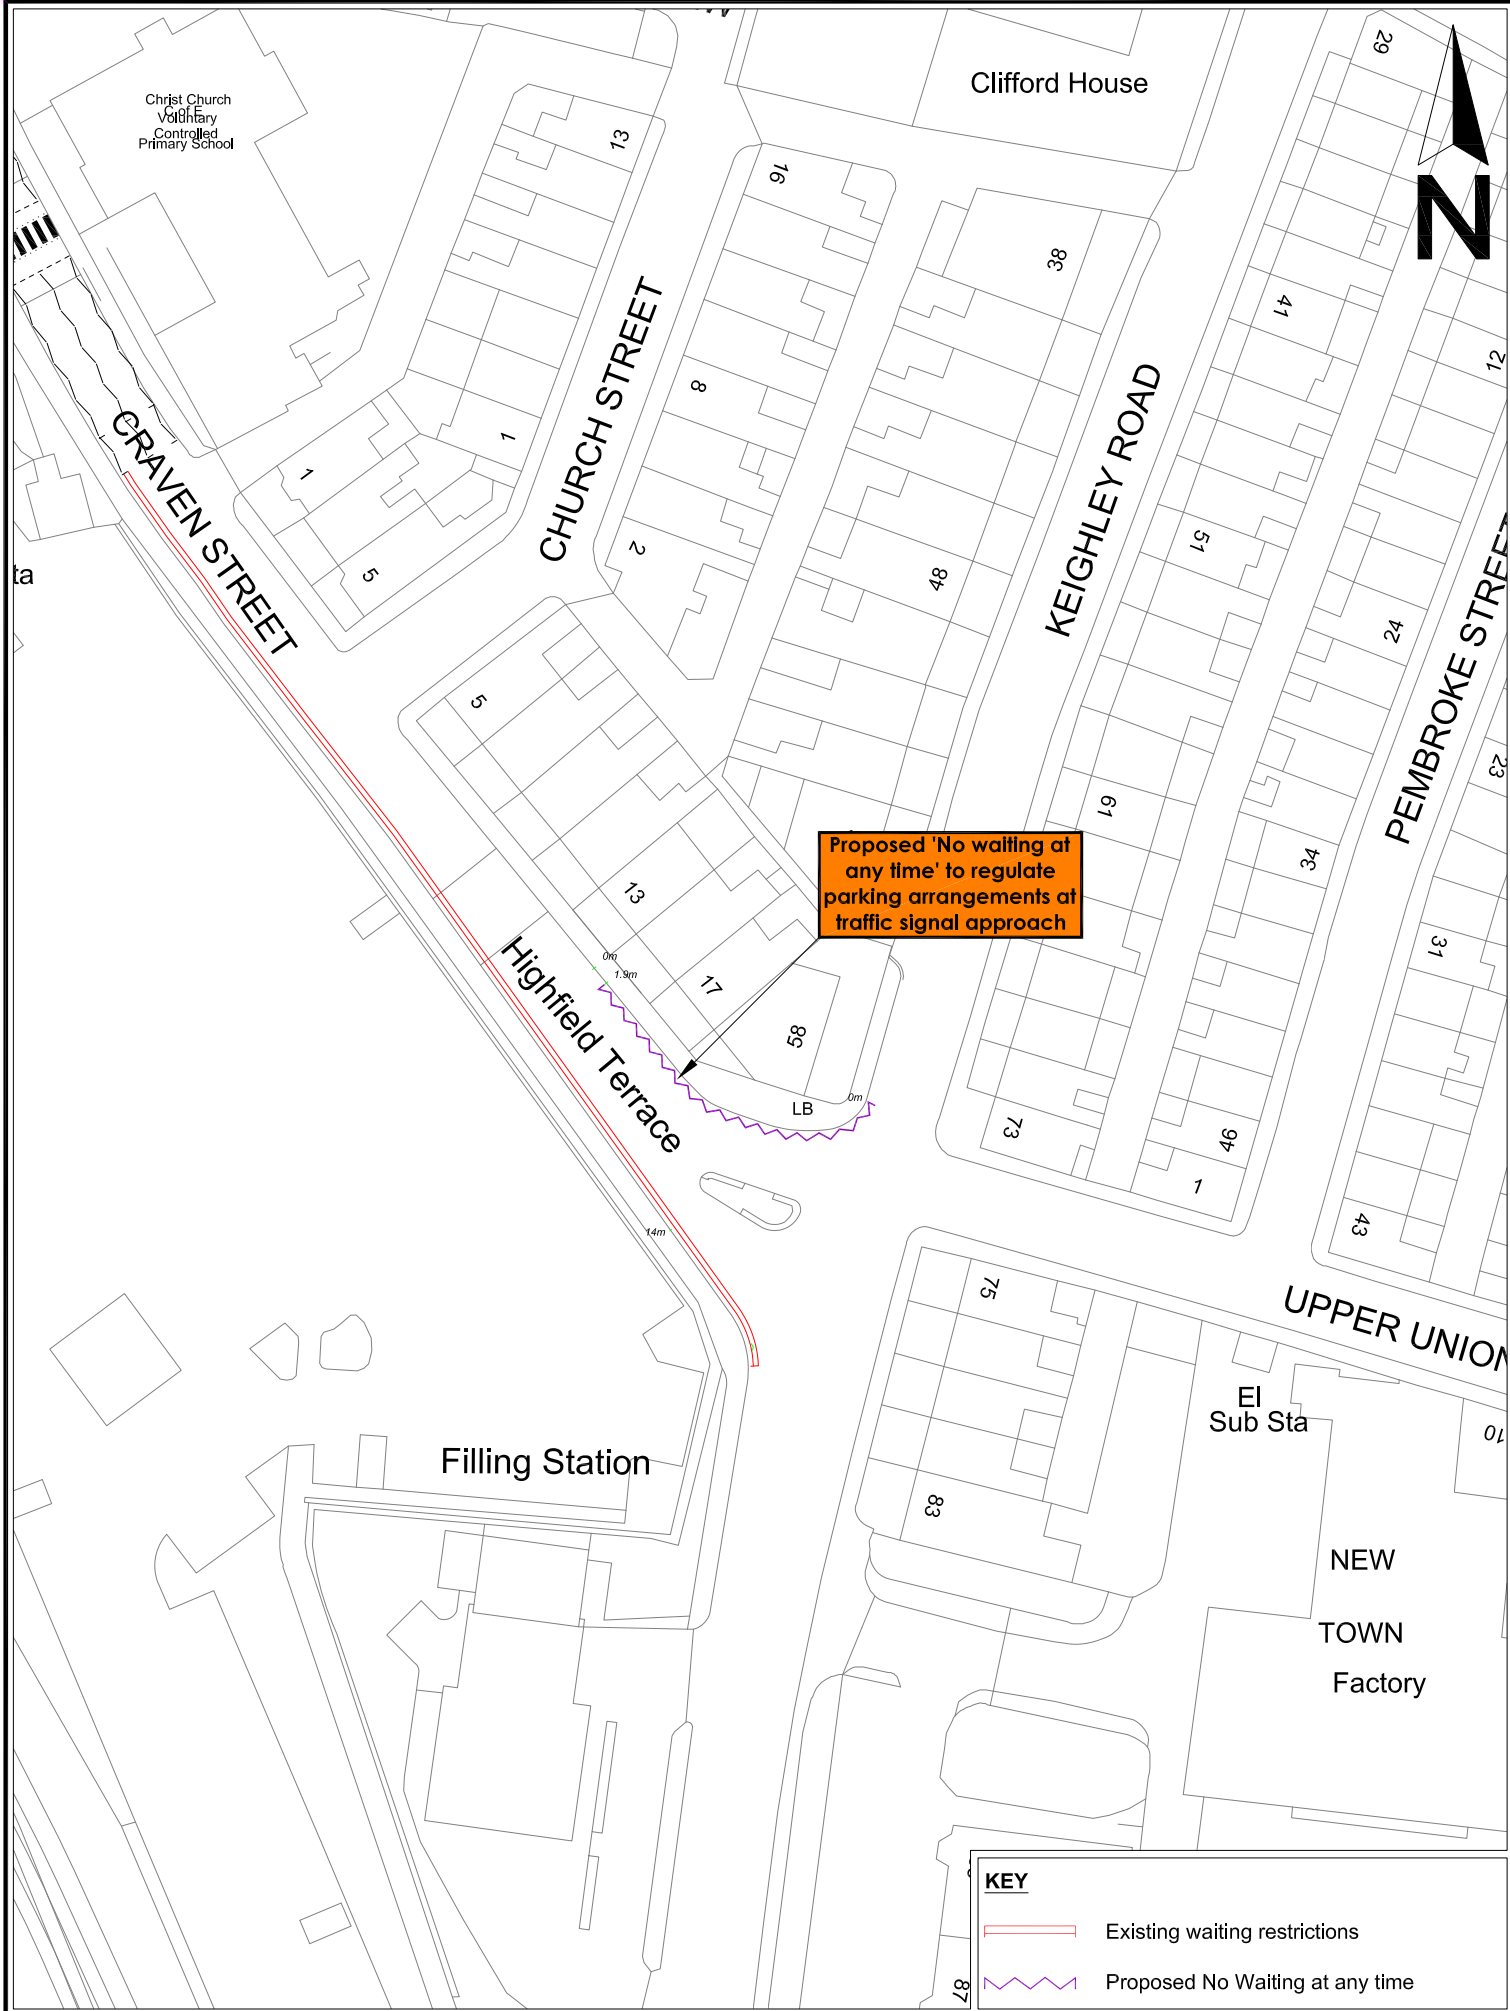 Christ Church
C of E
Voluntary
Controlled
Primary School
Clifford House
N
29
13
16
38
41
12
CHURCH STREET
8
KEIGHLEY ROAD
1
1
CRAVEN STREET
51
2
5
48
ta
24
PEMBROKE STREET
5
23
61
34
Proposed 'No waiting at
any time' to regulate
parking arrangements at
traffic signal approach
13
31
0m
1.9m
17
Highfield Terrace
58
0m
LB
73
46
1
43
14m
75
UPPER UNION
El
Sub Sta
10
Filling Station
83
NEW
TOWN
Factory
87
KEY
Existing waiting restrictions
Proposed No Waiting at any time